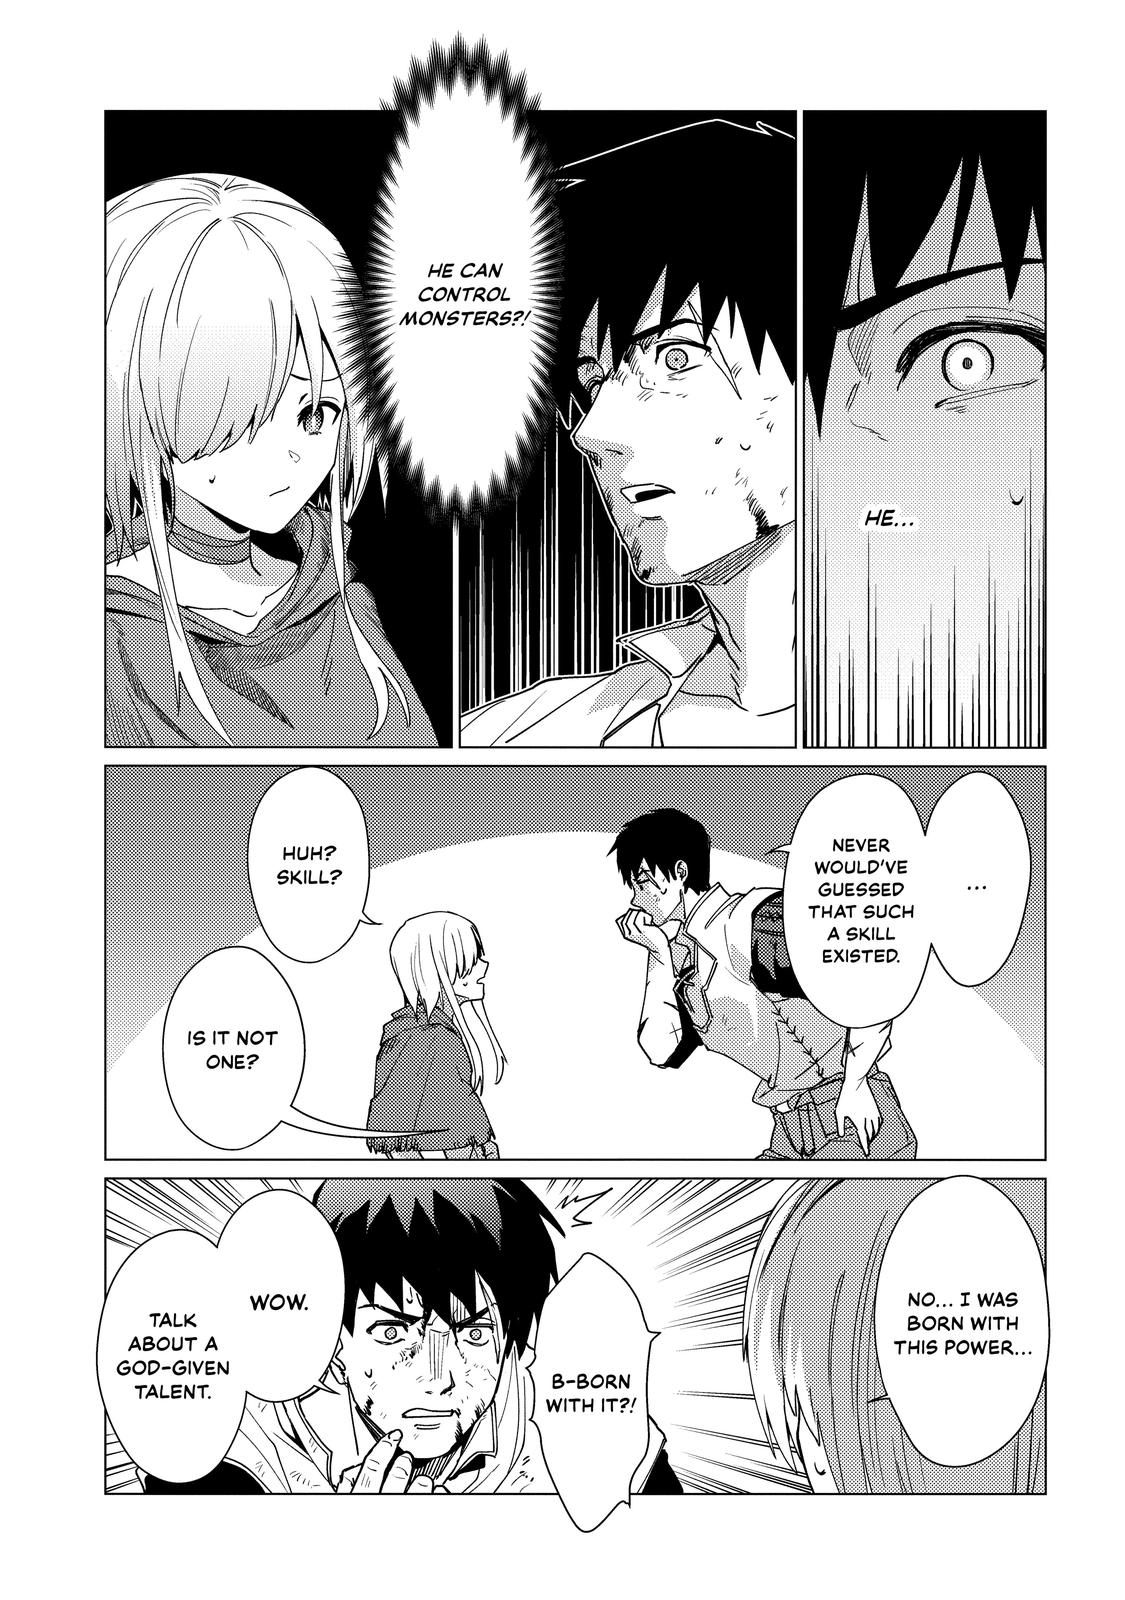 HE...
HE CAN
CONTROL
MONSTERS?!
...
NEVER
WOULD'VE
GUESSED
THAT SUCH
A SKILL
EXISTED.
HUH?
SKILL?
IS IT NOT
ONE?
NO... I WAS
BORN WITH
THIS POWER...
B-BORN
WITH IT?!
WOW.
TALK
ABOUT A
GOD-GIVEN
TALENT.